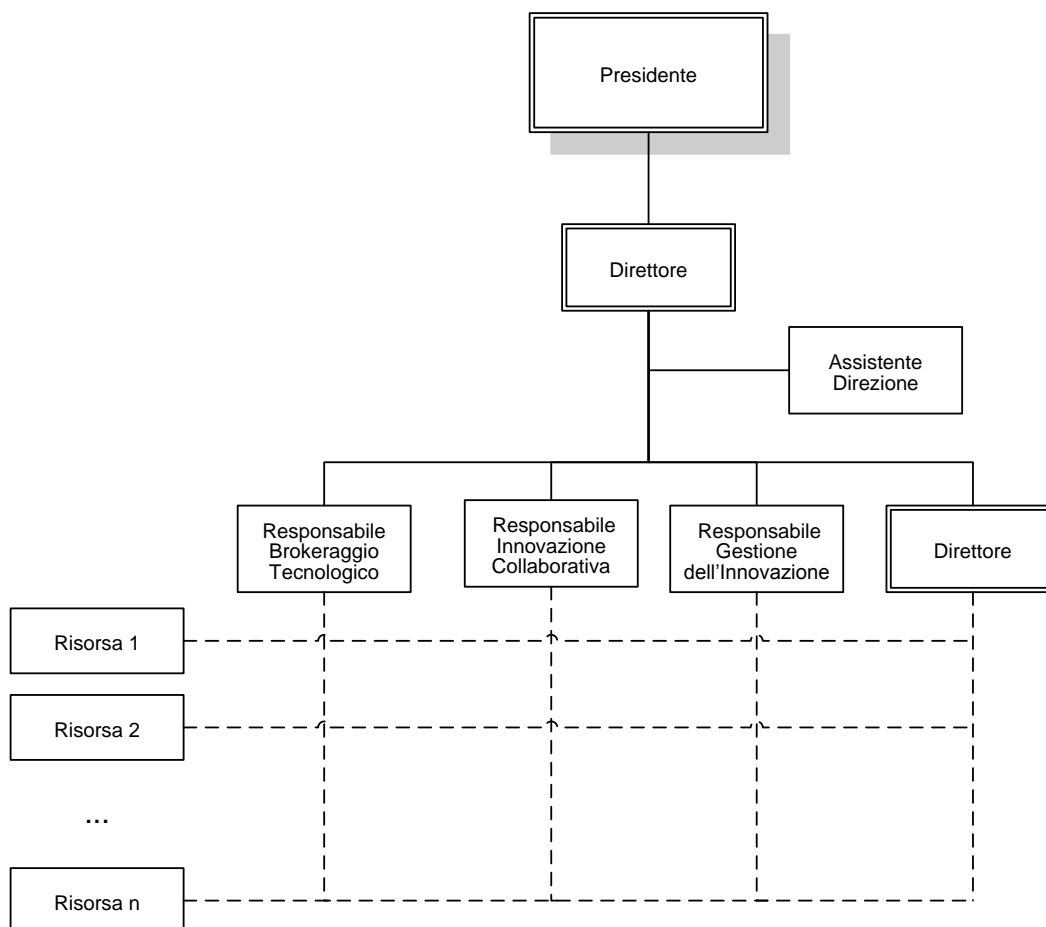 Presidente
Direttore
Assistente
Direzione
Responsabile
Brokeraggio
Tecnologico
Responsabile
Innovazione
Collaborativa
Responsabile
Gestione
dell'Innovazione
Direttore
Risorsa 1
Risorsa 2
...
Risorsa n